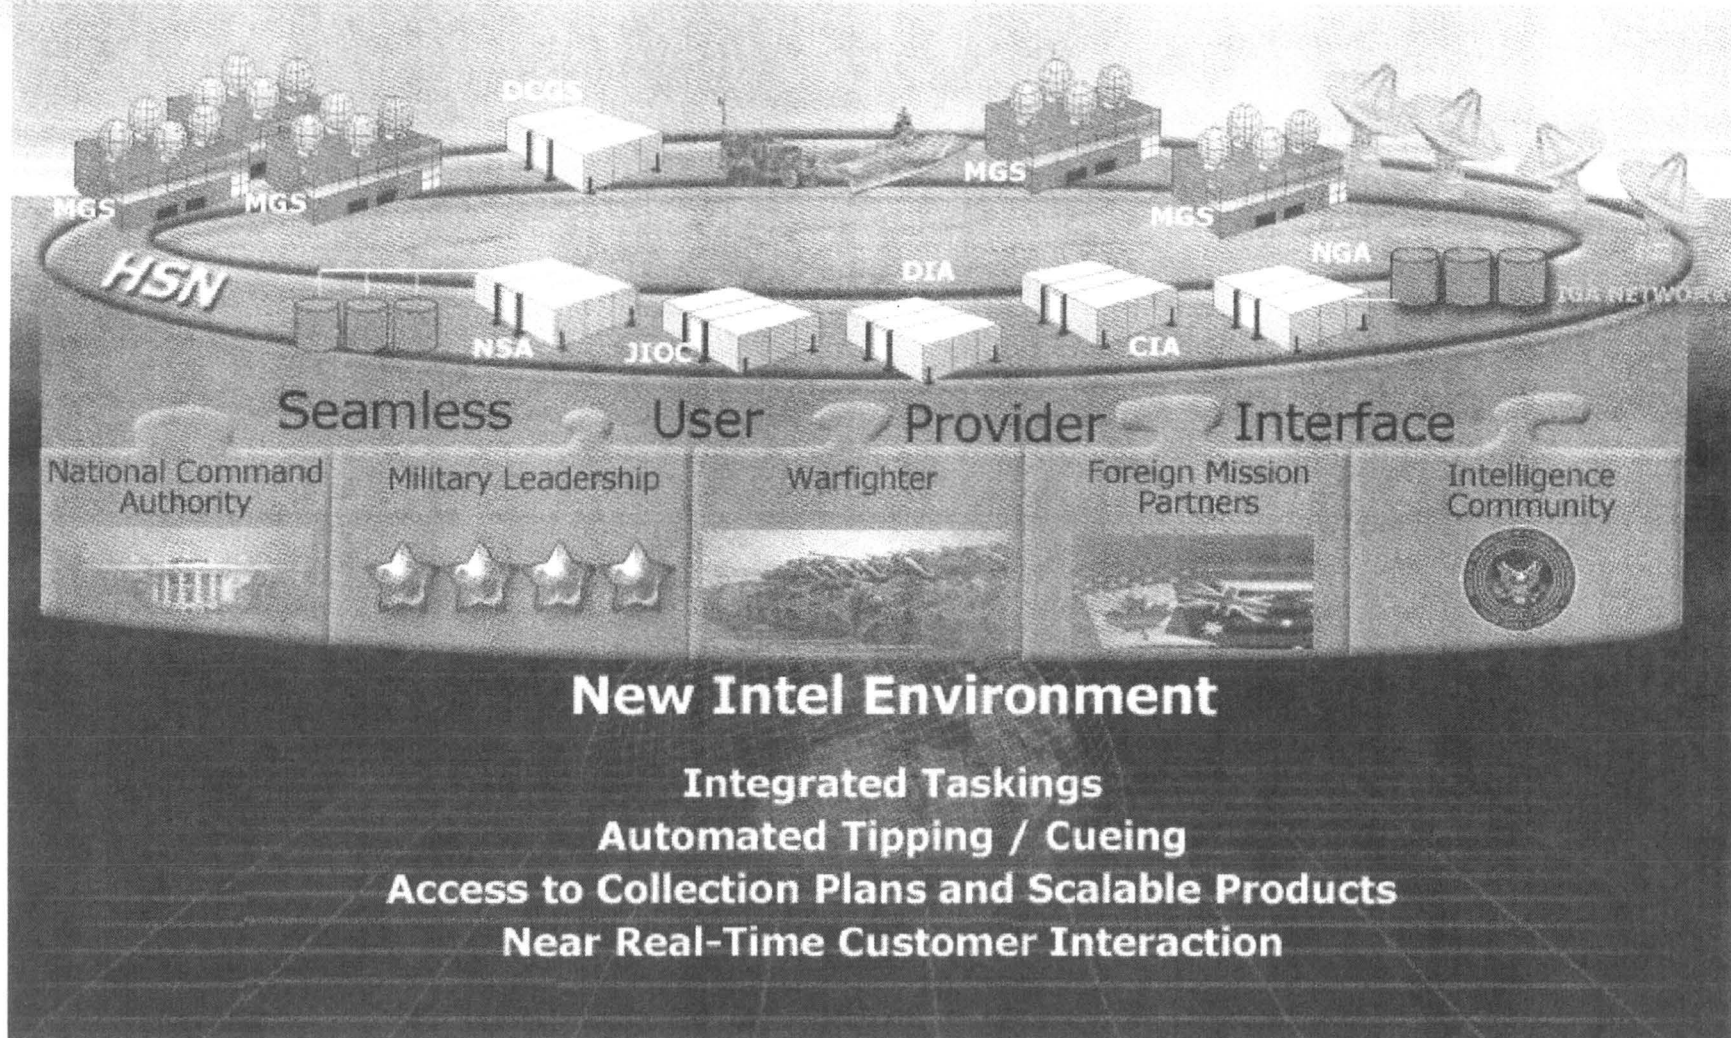 DCGS
MGS
MGS
MGS
MGS
HSN
NSA
JIOC
DIA
CIA
NGA
Seamless User Provider Interface
National Command
Authority
Military Leadership
Warfighter
Foreign Mission
Partners
Intelligence
Community
New Intel Environment
Integrated Taskings
Automated Tipping / Cueing
Access to Collection Plans and Scalable Products
Near Real-Time Customer Interaction